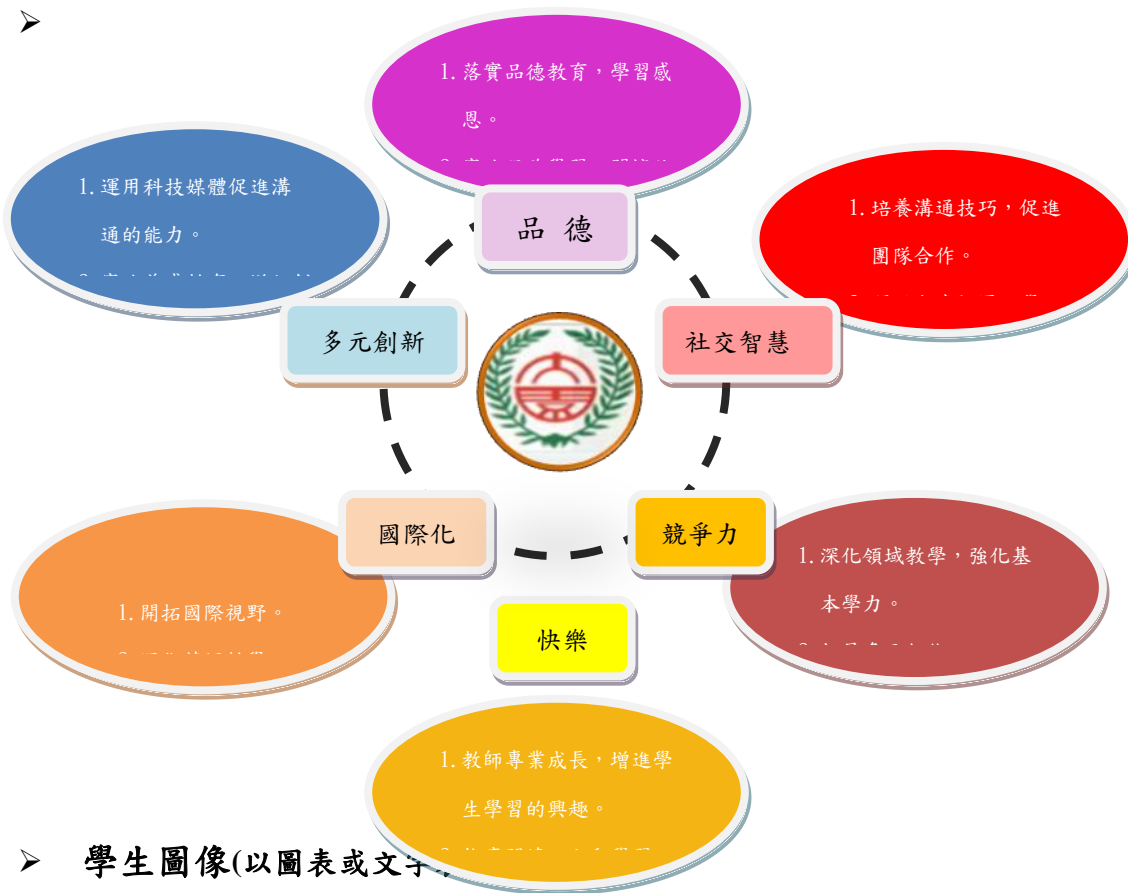 ➢
1. 落實品德教育，學習感
恩。
品 德
1. 運用科技媒體促進溝
通的能力。
多元創新
1. 培養溝通技巧，促進
團隊合作。
社交智慧
國際化
1. 開拓國際視野。
競爭力
1. 深化領域教學，強化基
本學力。
快樂
1. 教師專業成長，增進學
生學習的興趣。
➢ 學生圖像(以圖表或文字